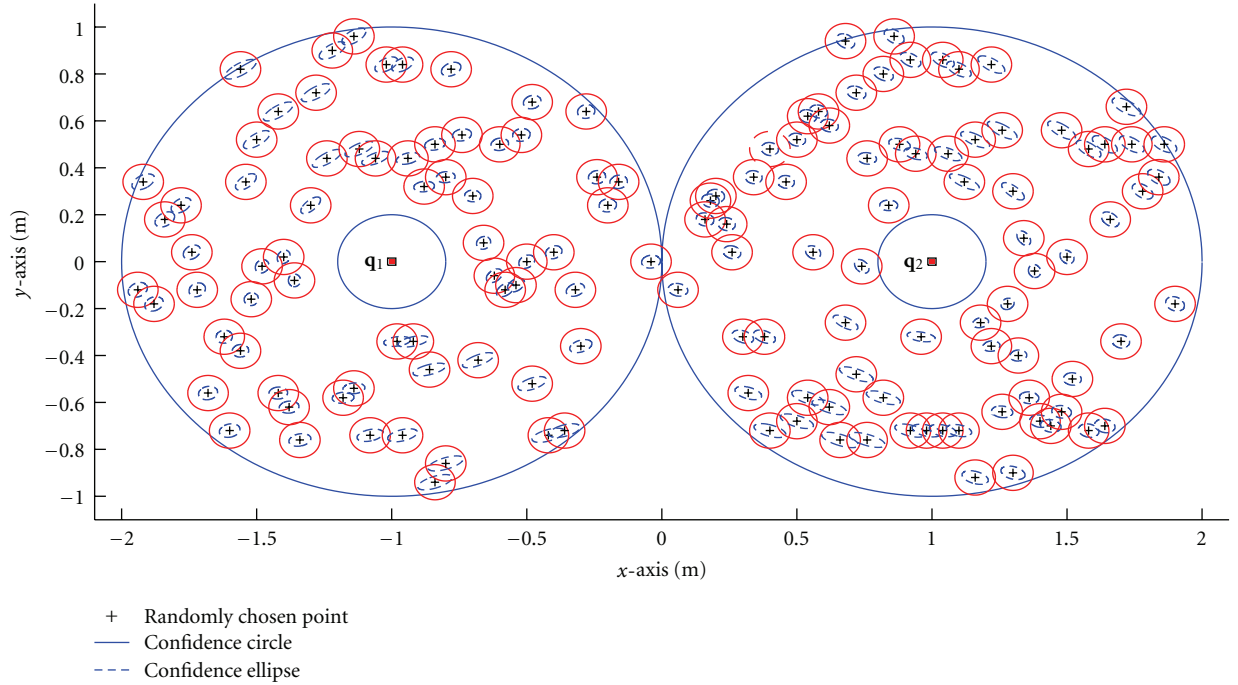 1
0.8
0.6
0.4
0.2
0
−0.2
−0.4
−0.6
−0.8
−1
y-axis (m)
q1
q2
−2
−1.5
−1
−0.5
0
0.5
1
1.5
2
x-axis (m)
Randomly chosen point
Confidence circle
Confidence ellipse